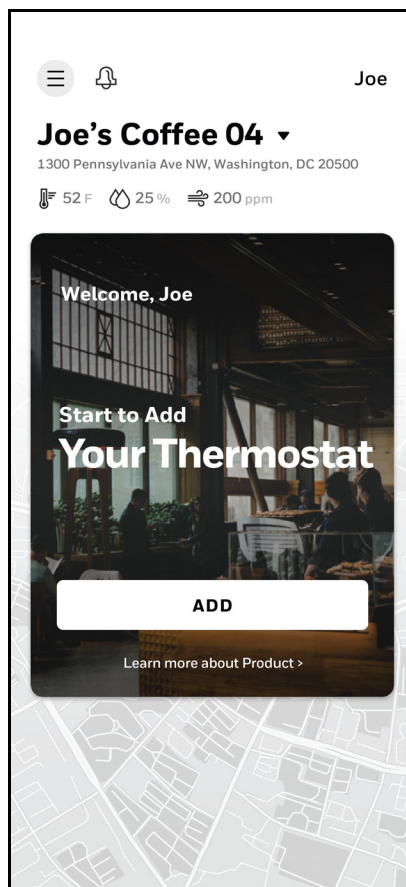 Joe
Joe’s Coffee 04
1300 Pennsylvania Ave NW, Washington, DC 20500
52 F 25 % 200 ppm
Welcome, Joe
Start to Add
Your Thermostat
ADD
Learn more about Product >